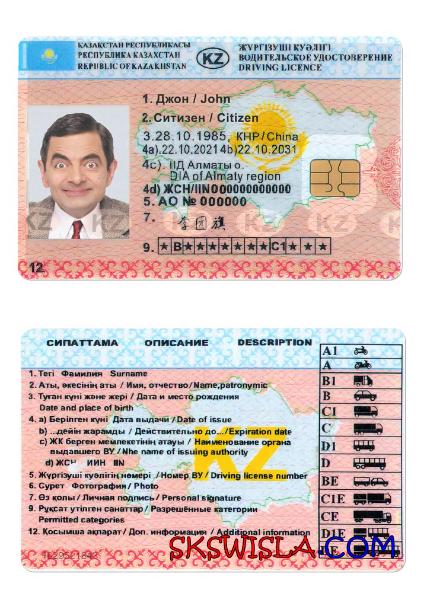 ҚАЗАҚСТАН РЕСПУБЛИКАСЫ
РЕСПУБЛИКА КАЗАХСТАН
REPUBLIC OF KAZAKHSTAN
KZ
ЖҮРГІЗУШІ КУӘЛІГІ
ВОДИТЕЛЬСКОЕ УДОСТОВЕРЕНИЕ
DRIVING LICENCE
1. Джон / John
2. Ситизен / Citizen
3. 28.10.1985, КНР/China
4a). 22.10.2021 4b) 22.10.2031
4c). ІІД Алматы о.
DIA of Almaty region
4d) ЖСН/IIN 000000000000
5. AO № 000000
7. 李国旗
9. ★B★★★★★★★★C1★★★
12.
СИПАТТАМА ОПИСАНИЕ DESCRIPTION
1. Тегі Фамилия Surname
2. Аты, әкесінің аты / Имя, отчество/Name,patronymic
3. Туған күні және жері / Дата и место рождения
Date and place of birth
4. a) Берілген күні Дата выдачи / Date of issue
b) ...дейін жарамды / Действительно до.../Expiration date
c) ЖК берген мемлекетінің атауы / Наименование органа
выдавшего ВУ / Nhe name of issuing authority
d) ЖСН ИИН IIN
5. Жүргізуші куәлігінің нөмірі / Номер ВУ / Driving license number
6. Сурет Фотография / Photo
7. Өз қолы / Личная подпись / Personal signature
9. Рұқсат утілген санаттар / Разрешённые категории
Permitted categories
12. Қосымша ақпарат / Доп. информация / Additional information
A1
A
B1
B
C1
C
D1
D
BE
C1E
CE
D1E
DE
KZ
SKSWISLA.COM